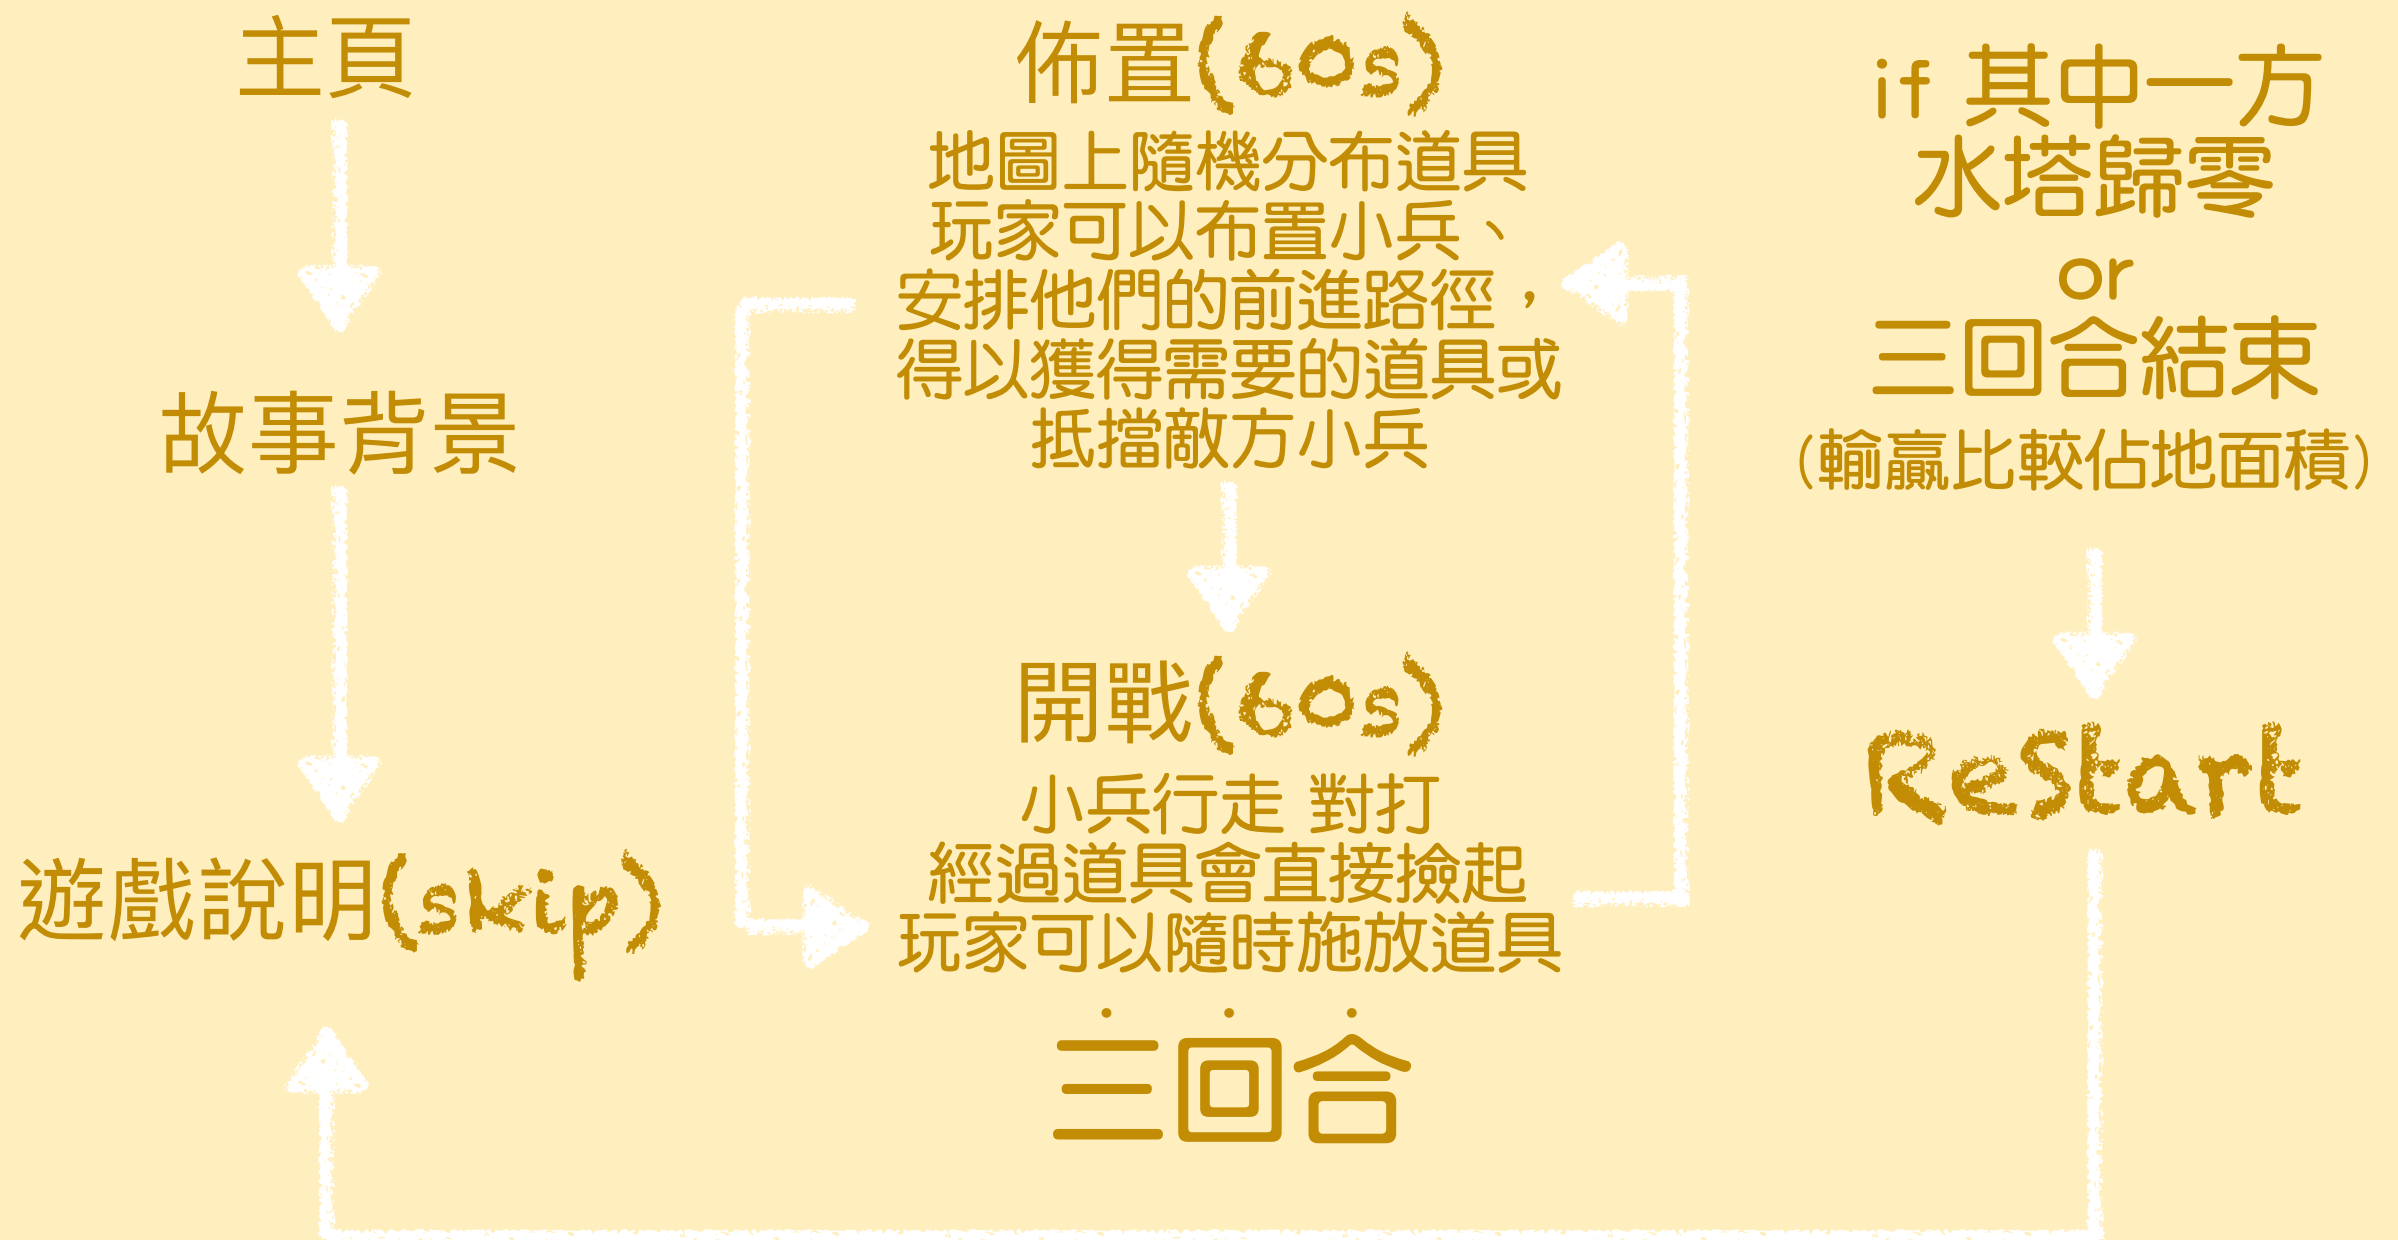 主頁
故事背景
遊戲說明(skip)
佈置(60s)
地圖上隨機分布道具
玩家可以布置小兵、
安排他們的前進路徑，
得以獲得需要的道具或
抵擋敵方小兵
開戰(60s)
小兵行走 對打
經過道具會直接撿起
玩家可以隨時施放道具
· · ·
三回合
if 其中一方
水塔歸零
or
三回合結束
(輸贏比較佔地面積)
ReStart